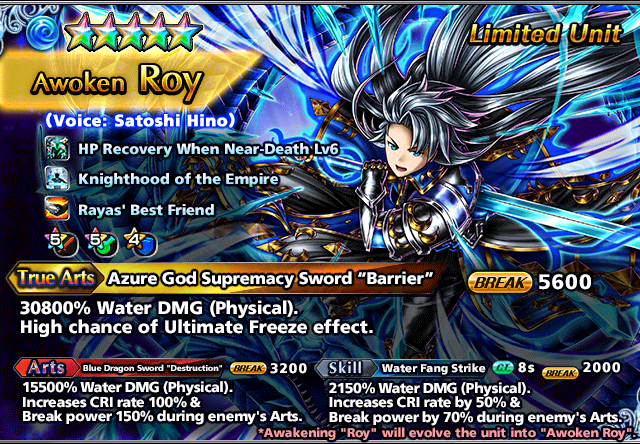 Limited Unit
Awoken Roy
(Voice: Satoshi Hino)
HP Recovery When Near-Death Lv6
Knighthood of the Empire
Rayas' Best Friend
5 5 4
True Arts Azure God Supremacy Sword "Barrier" BREAK 5600
30800% Water DMG (Physical).
High chance of Ultimate Freeze effect.
Arts Blue Dragon Sword "Destruction" BREAK 3200
15500% Water DMG (Physical).
Increases CRI rate 100% &
Break power 150% during enemy's Arts.
Skill Water Fang Strike CT 8s BREAK 2000
2150% Water DMG (Physical).
Increases CRI rate by 50% &
Break power by 70% during enemy's Arts.
*Awakening "Roy" will evolve the unit into "Awoken Roy".